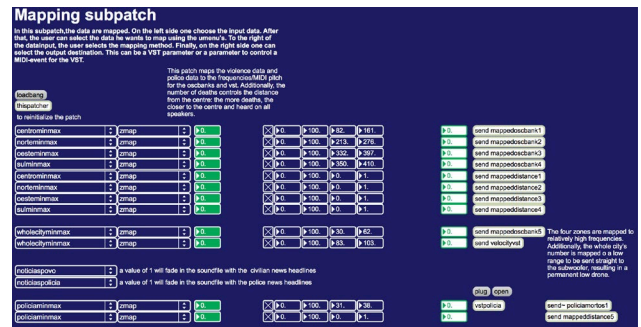 Mapping subpatch
In this subpatch,the data are mapped. On the left side one choose the input data. After
that, the user can select the data he wants to map using the umenu's. To the right of
the datainput, the user selects the mapping method. Finally, on the right side one can
select the output destination. This can be a VST parameter or a parameter to control a
MIDI-event for the VST.
This patch maps the violence data and
police data to the frequencies/MIDI pitch
for the oscbanks and vst. Additionally, the
number of deaths controls the distance
from the centre: the more deaths, the
closer to the centre and heard on all
speakers.
loadbang
thispatcher
to reinitialize the patch
centrominmax zmap 0. 0. 100. 82. 161. 0. send mappedoscbank1
norteminmax zmap 0. 0. 100. 213. 276. 0. send mappedoscbank2
oesteminmax zmap 0. 0. 100. 332. 397. 0. send mappedoscbank3
sulminmax zmap 0. 0. 100. 350. 410. 0. send mappedoscbank4
centrominmax zmap 0. 0. 100. 0. 1. 0. send mappeddistance1
norteminmax zmap 0. 0. 100. 0. 1. 0. send mappeddistance2
oesteminmax zmap 0. 0. 100. 0. 1. 0. send mappeddistance3
sulminmax zmap 0. 0. 100. 0. 1. 0. send mappeddistance4
wholecityminmax zmap 0. 0. 100. 30. 62. 0. send mappedoscbank5
wholecityminmax zmap 0. 0. 100. 83. 103. 0. send velocityvst
The four zones are mapped to
relatively high frequencies.
Additionally, the whole city's
number is mapped o a low
range to be sent straight to
the subwoofer, resulting in a
permanent low drone.
noticiaspovo a value of 1 will fade in the soundfile with the civilian news headlines
noticiaspolicia a value of 1 will fade in the soundfile with the police news headlines
plug open
policiaminmax zmap 0. 0. 100. 31. 38. 0. vstpolicia send~ policiamortos1
policiaminmax zmap 0. 0. 100. 0. 1. 0. send mappeddistance5